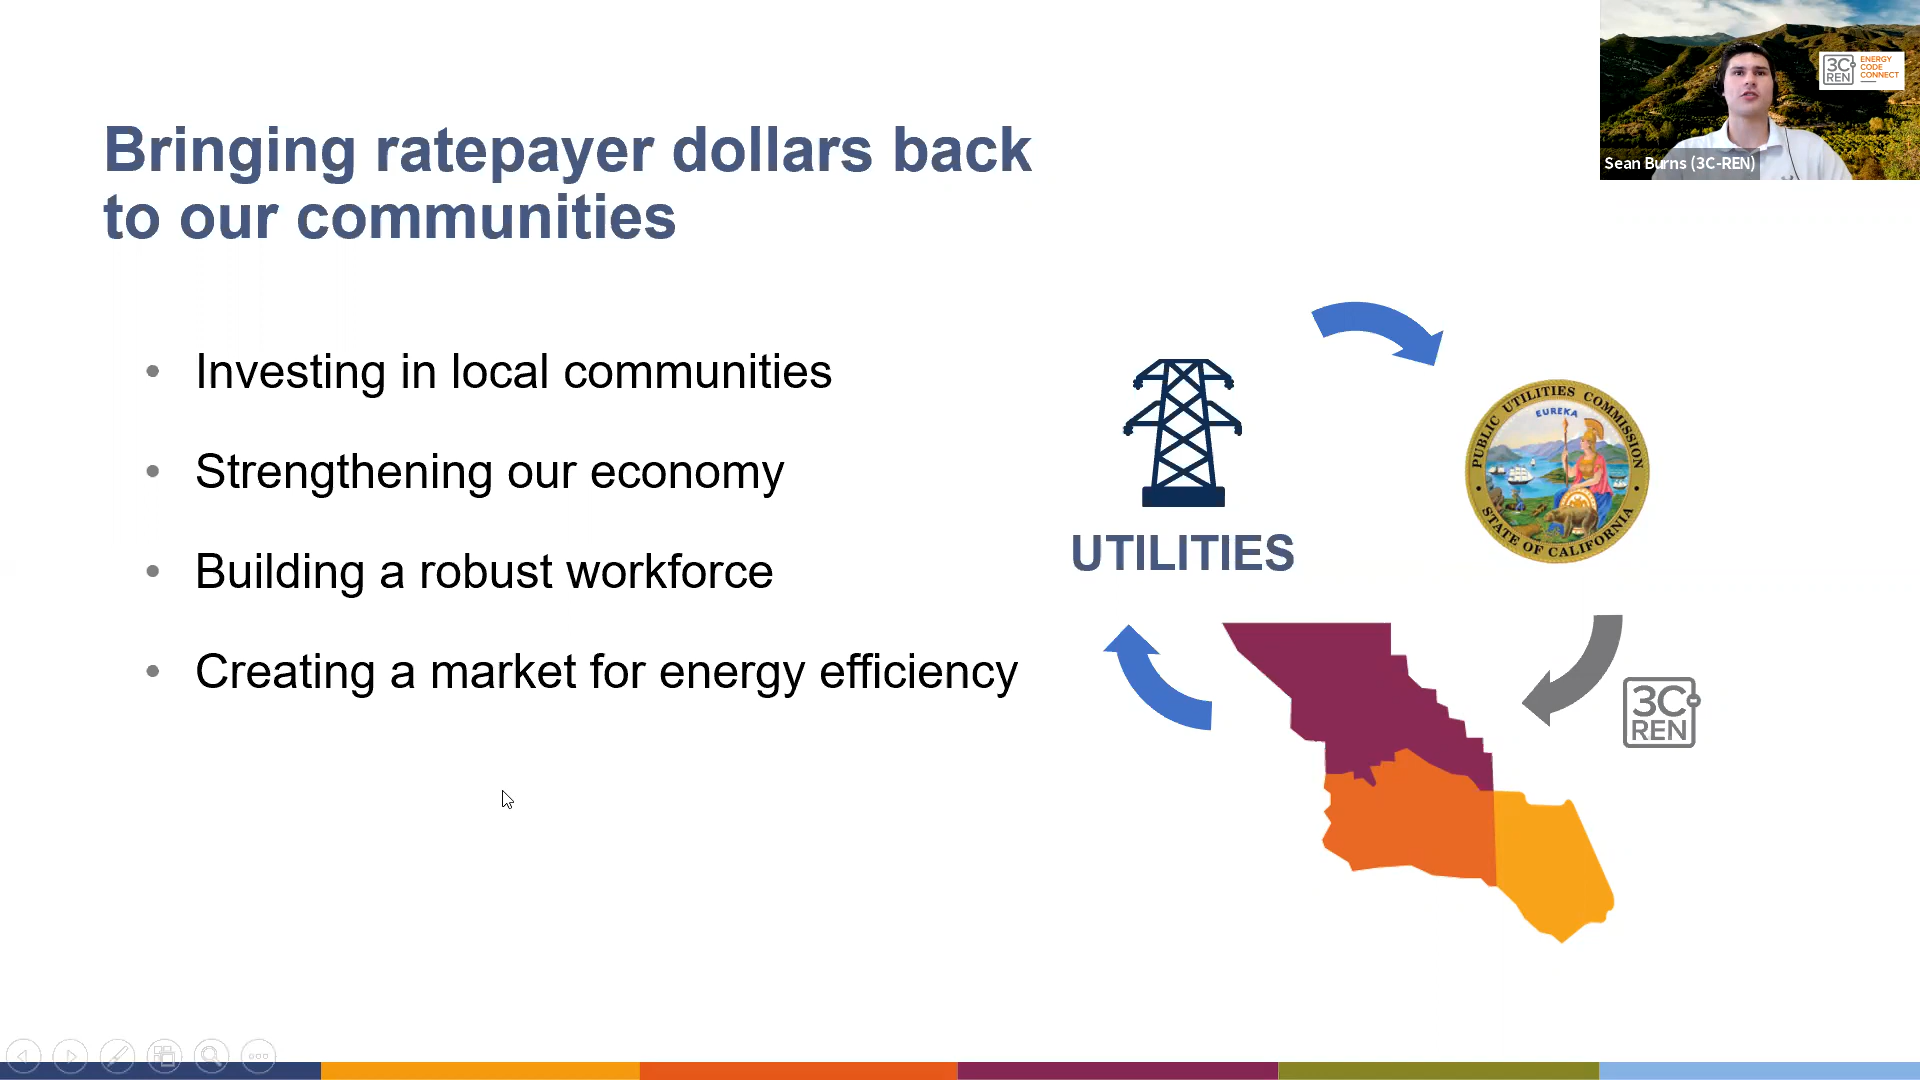 Bringing ratepayer dollars back
to our communities
• Investing in local communities
• Strengthening our economy
• Building a robust workforce
• Creating a market for energy efficiency
UTILITIES
PUBLIC UTILITIES COMMISSION
EUREKA
STATE OF CALIFORNIA
3C
REN
3C
REN
ENERGY
CODE
CONNECT
Sean Burns (3C-REN)